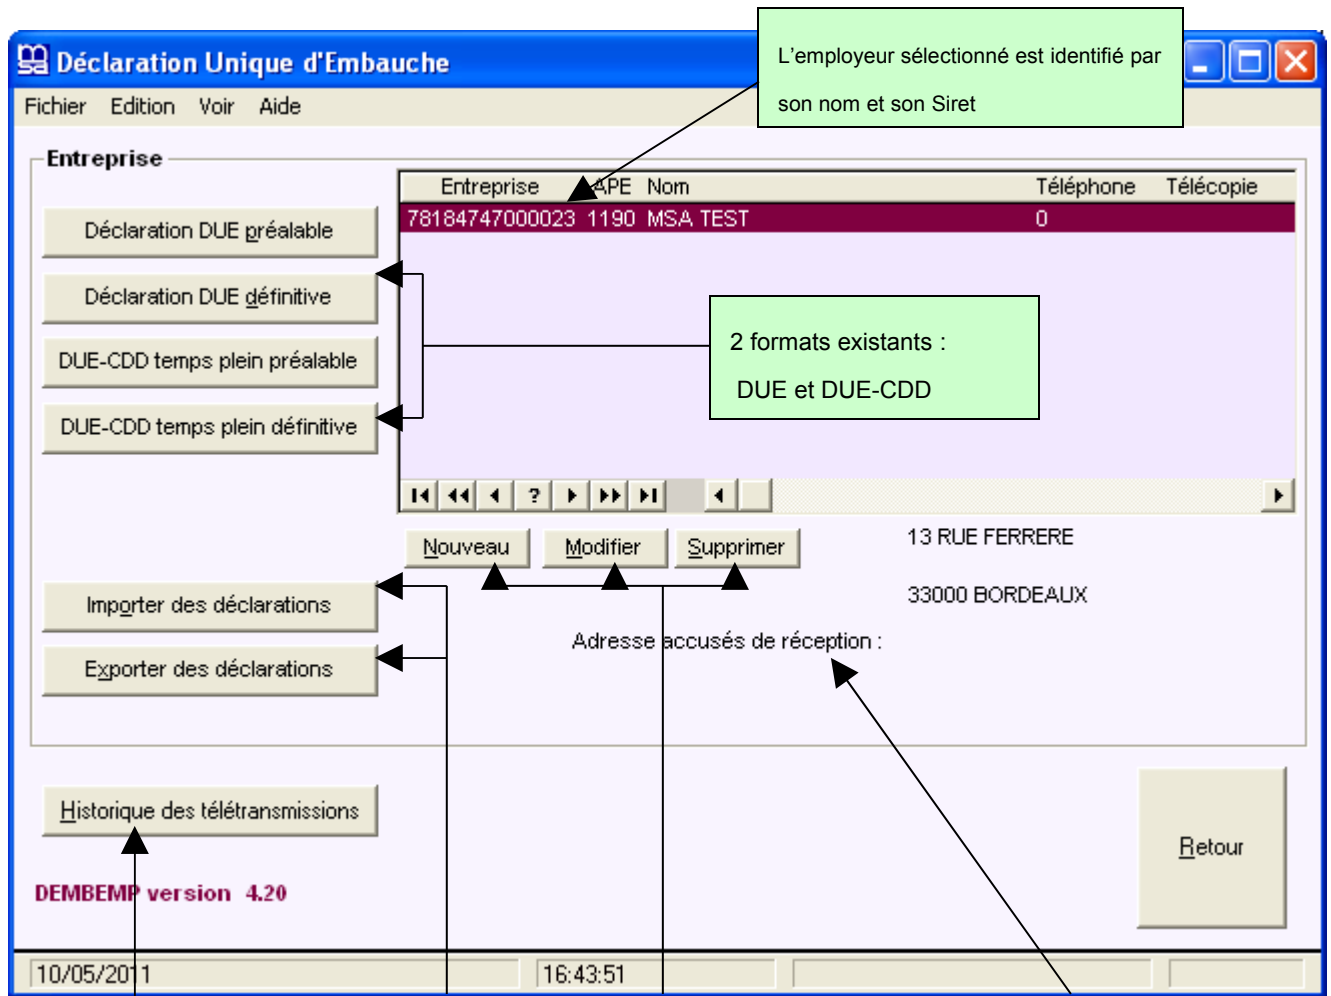 L'employeur sélectionné est identifié par
son nom et son Siret
Déclaration Unique d'Embauche
Fichier Edition Voir Aide
Entreprise
Entreprise APE Nom Téléphone Télécopie
78184747000023 1190 MSA TEST 0
Déclaration DUE préalable
Déclaration DUE définitive
DUE-CDD temps plein préalable
DUE-CDD temps plein définitive
2 formats existants :
DUE et DUE-CDD
?
Nouveau Modifier Supprimer
13 RUE FERRERE
33000 BORDEAUX
Importer des déclarations
Exporter des déclarations
Adresse accusés de réception :
Historique des télétransmissions
Retour
DEMBEMP version 4.20
10/05/2011 16:43:51